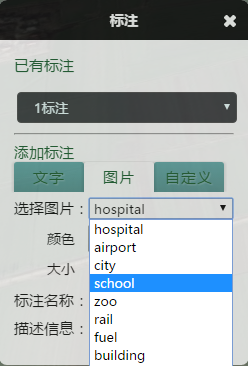 标注
已有标注
1标注
添加标注
文字 图片 自定义
选择图片： hospital
hospital
颜色
airport
city
大小
school
标注名称：
zoo
rail
描述信息：
fuel
building